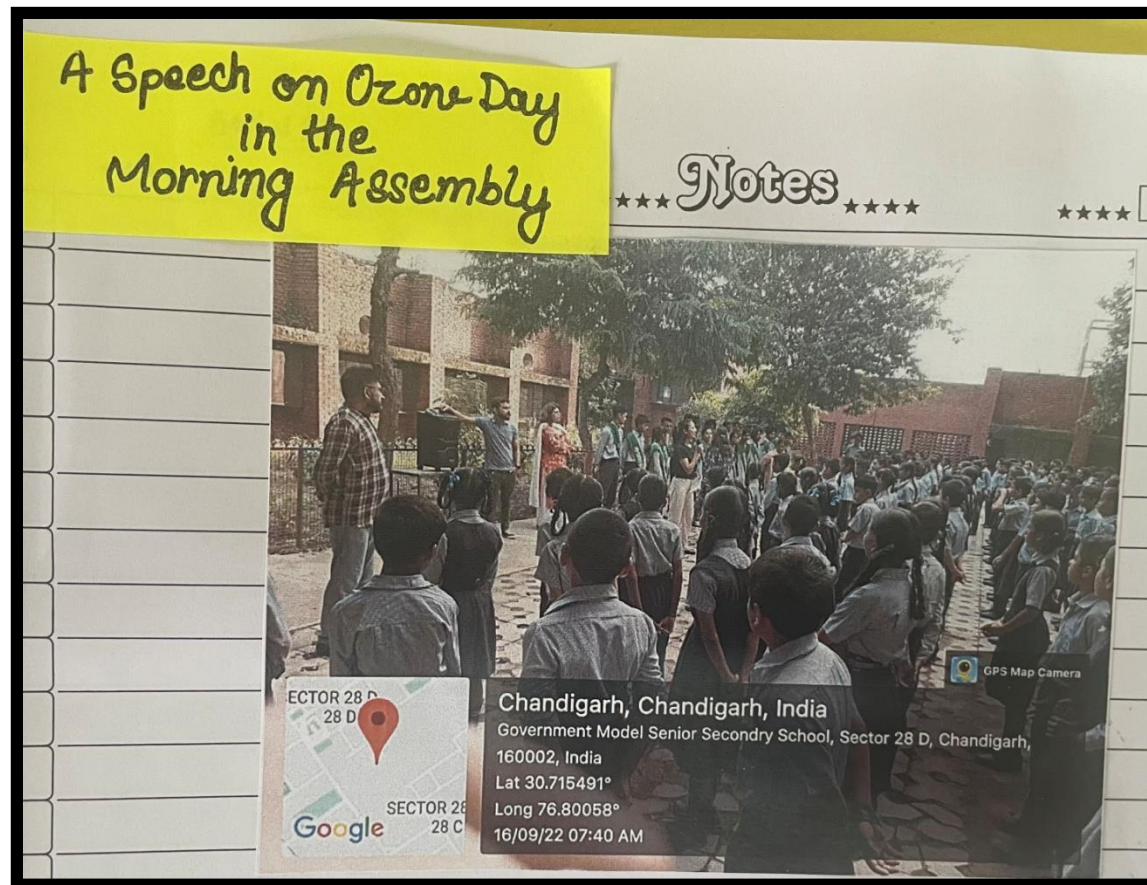 A Speech on Ozone Day
in the
Morning Assembly
Notes
GPS Map Camera
ECTOR 28 D
28 D
SECTOR 28
28 C
Google
Chandigarh, Chandigarh, India
Government Model Senior Secondry School, Sector 28 D, Chandigarh,
160002, India
Lat 30.715491°
Long 76.80058°
16/09/22 07:40 AM